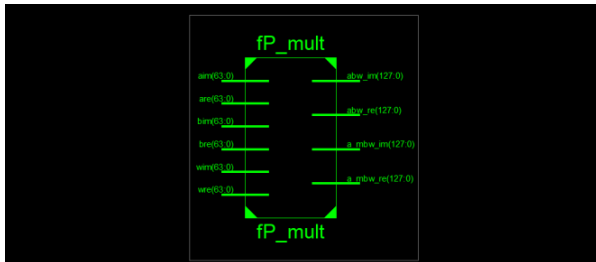 fP_mult
aim(63:0)
are(63:0)
bim(63:0)
bre(63:0)
wim(63:0)
wre(63:0)
abw_im(127:0)
abw_re(127:0)
a_mbw_im(127:0)
a_mbw_re(127:0)
fP_mult